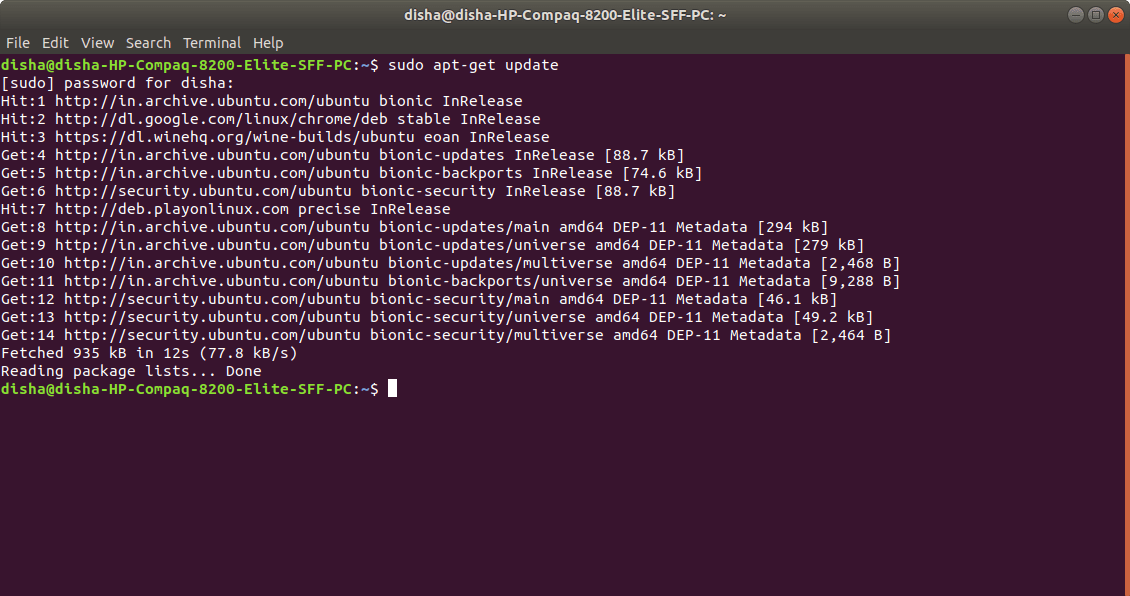 disha@disha-HP-Compaq-8200-Elite-SFF-PC: ~
File Edit View Search Terminal Help
disha@disha-HP-Compaq-8200-Elite-SFF-PC:~$ sudo apt-get update
[sudo] password for disha:
Hit:1 http://in.archive.ubuntu.com/ubuntu bionic InRelease
Hit:2 http://dl.google.com/linux/chrome/deb stable InRelease
Hit:3 https://dl.winehq.org/wine-builds/ubuntu eoan InRelease
Get:4 http://in.archive.ubuntu.com/ubuntu bionic-updates InRelease [88.7 kB]
Get:5 http://in.archive.ubuntu.com/ubuntu bionic-backports InRelease [74.6 kB]
Get:6 http://security.ubuntu.com/ubuntu bionic-security InRelease [88.7 kB]
Hit:7 http://deb.playonlinux.com precise InRelease
Get:8 http://in.archive.ubuntu.com/ubuntu bionic-updates/main amd64 DEP-11 Metadata [294 kB]
Get:9 http://in.archive.ubuntu.com/ubuntu bionic-updates/universe amd64 DEP-11 Metadata [279 kB]
Get:10 http://in.archive.ubuntu.com/ubuntu bionic-updates/multiverse amd64 DEP-11 Metadata [2,468 B]
Get:11 http://in.archive.ubuntu.com/ubuntu bionic-backports/universe amd64 DEP-11 Metadata [9,288 B]
Get:12 http://security.ubuntu.com/ubuntu bionic-security/main amd64 DEP-11 Metadata [46.1 kB]
Get:13 http://security.ubuntu.com/ubuntu bionic-security/universe amd64 DEP-11 Metadata [49.2 kB]
Get:14 http://security.ubuntu.com/ubuntu bionic-security/multiverse amd64 DEP-11 Metadata [2,464 B]
Fetched 935 kB in 12s (77.8 kB/s)
Reading package lists... Done
disha@disha-HP-Compaq-8200-Elite-SFF-PC:~$